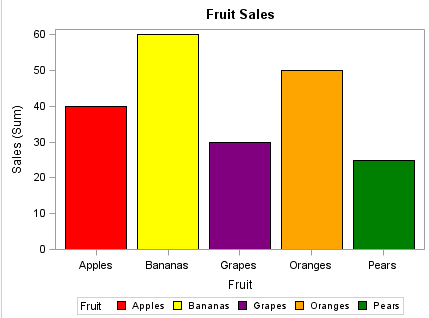 Fruit Sales
Sales (Sum)
60
50
40
30
20
10
0
Apples Bananas Grapes Oranges Pears
Fruit
Fruit Apples Bananas Grapes Oranges Pears